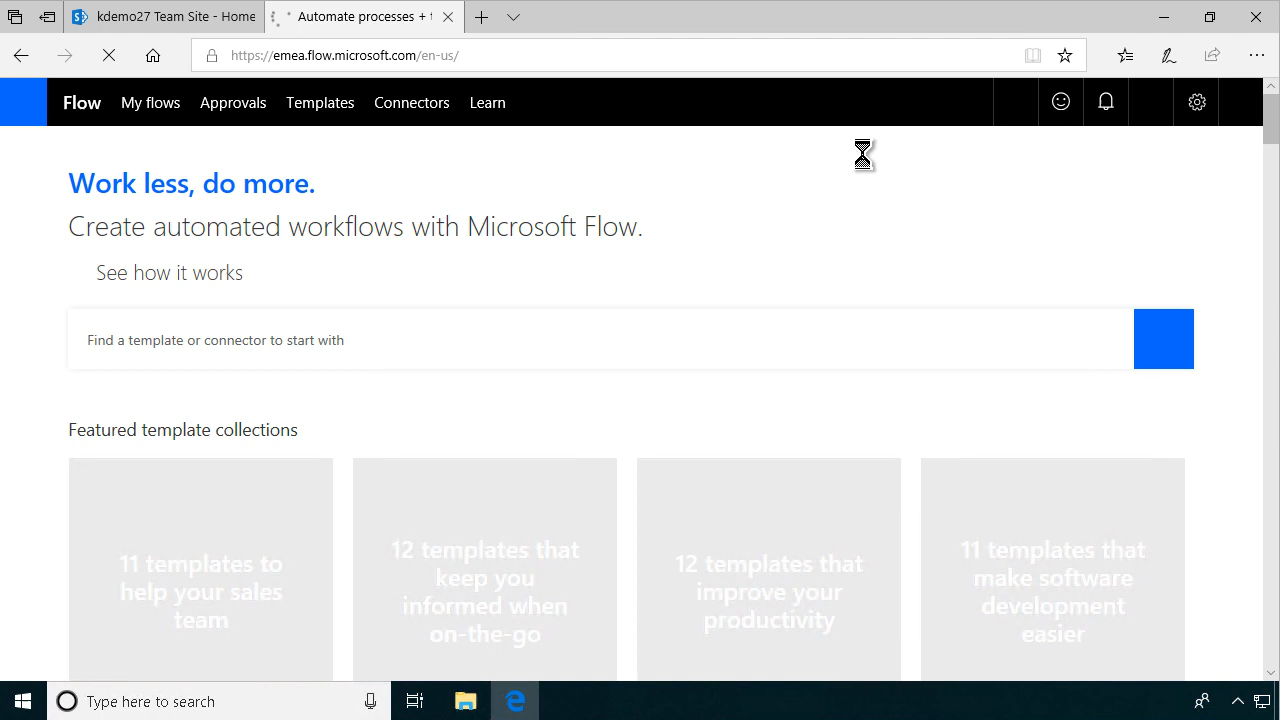 kdemo27 Team Site - Home
Automate processes + t
https://emea.flow.microsoft.com/en-us/
Flow My flows Approvals Templates Connectors Learn
Work less, do more.
Create automated workflows with Microsoft Flow.
See how it works
Find a template or connector to start with
Featured template collections
11 templates to
help your sales
team
12 templates that
keep you
informed when
on-the-go
12 templates that
improve your
productivity
11 templates that
make software
development
easier
Type here to search